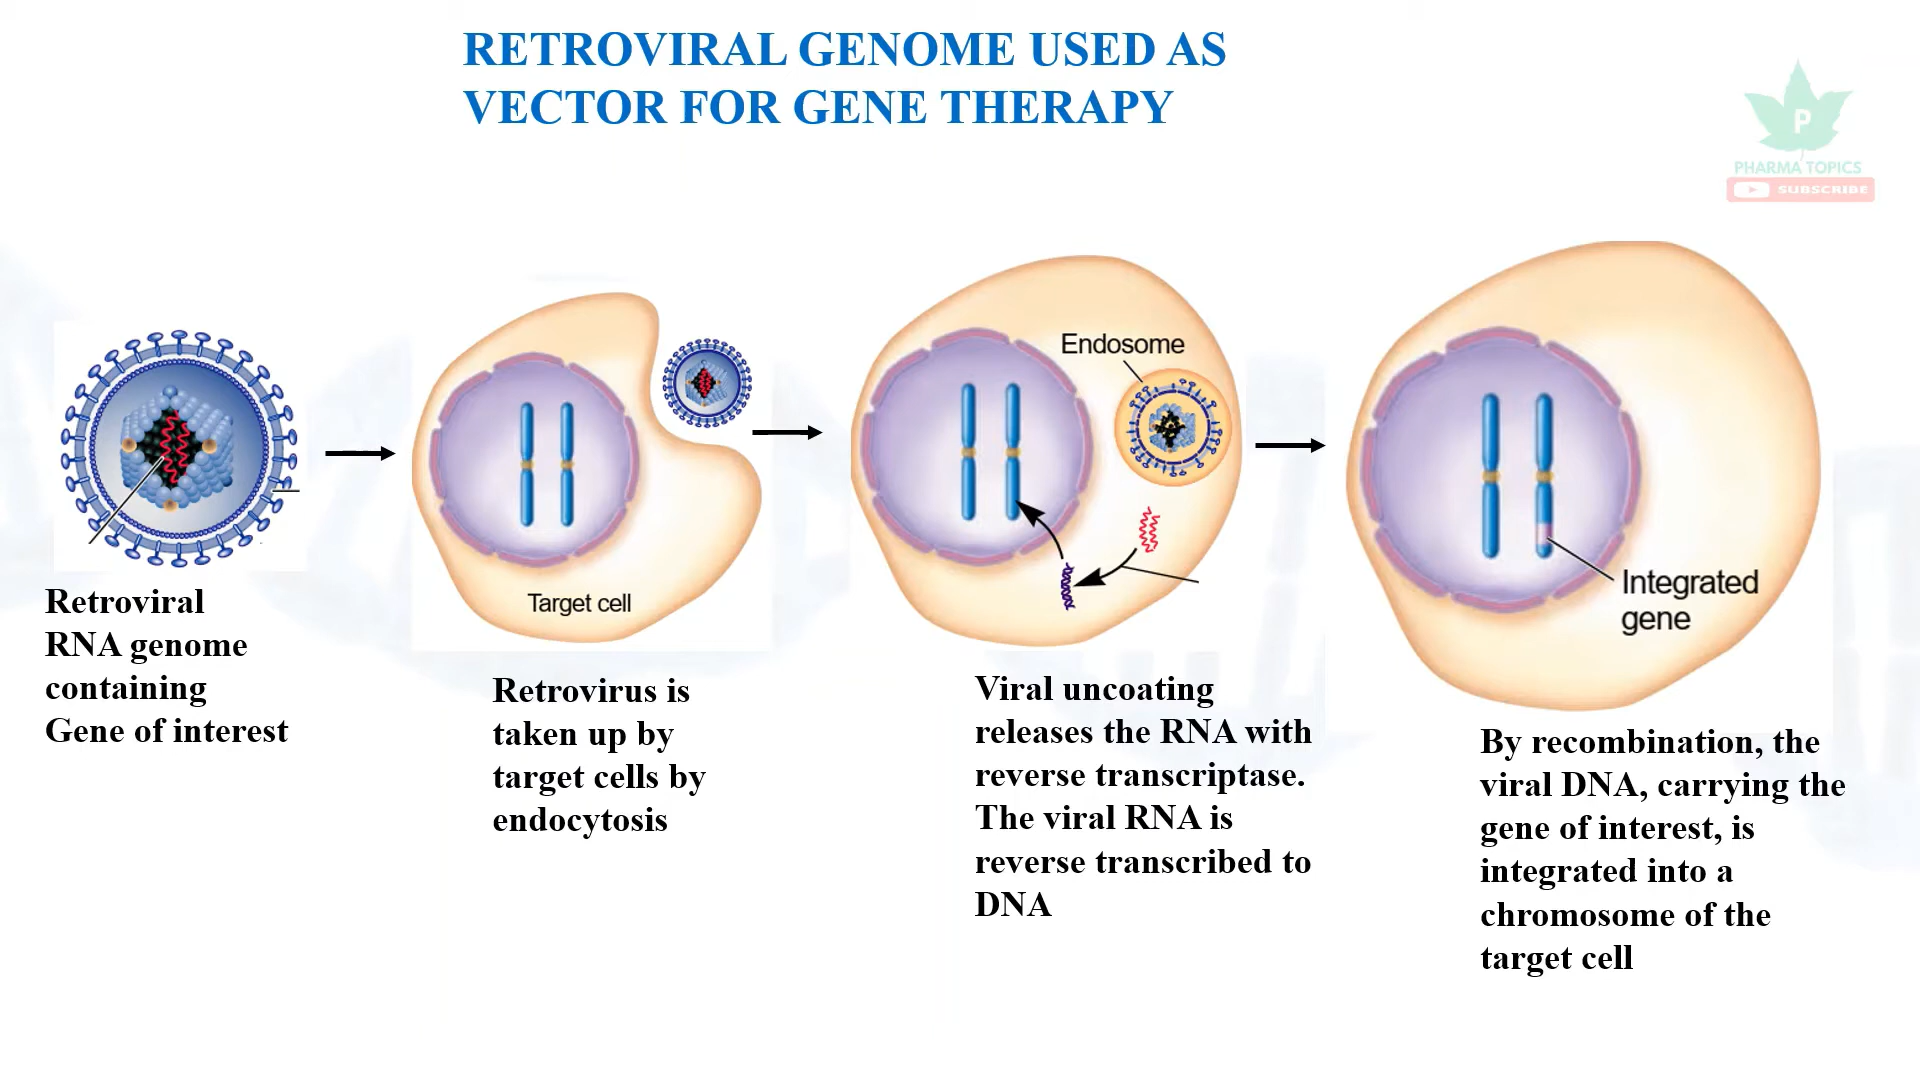 RETROVIRAL GENOME USED AS
VECTOR FOR GENE THERAPY
P
PHARMA TOPICS
SUBSCRIBE
Retroviral
RNA genome
containing
Gene of interest
Target cell
Retrovirus is
taken up by
target cells by
endocytosis
Endosome
Viral uncoating
releases the RNA with
reverse transcriptase.
The viral RNA is
reverse transcribed to
DNA
Integrated
gene
By recombination, the
viral DNA, carrying the
gene of interest, is
integrated into a
chromosome of the
target cell